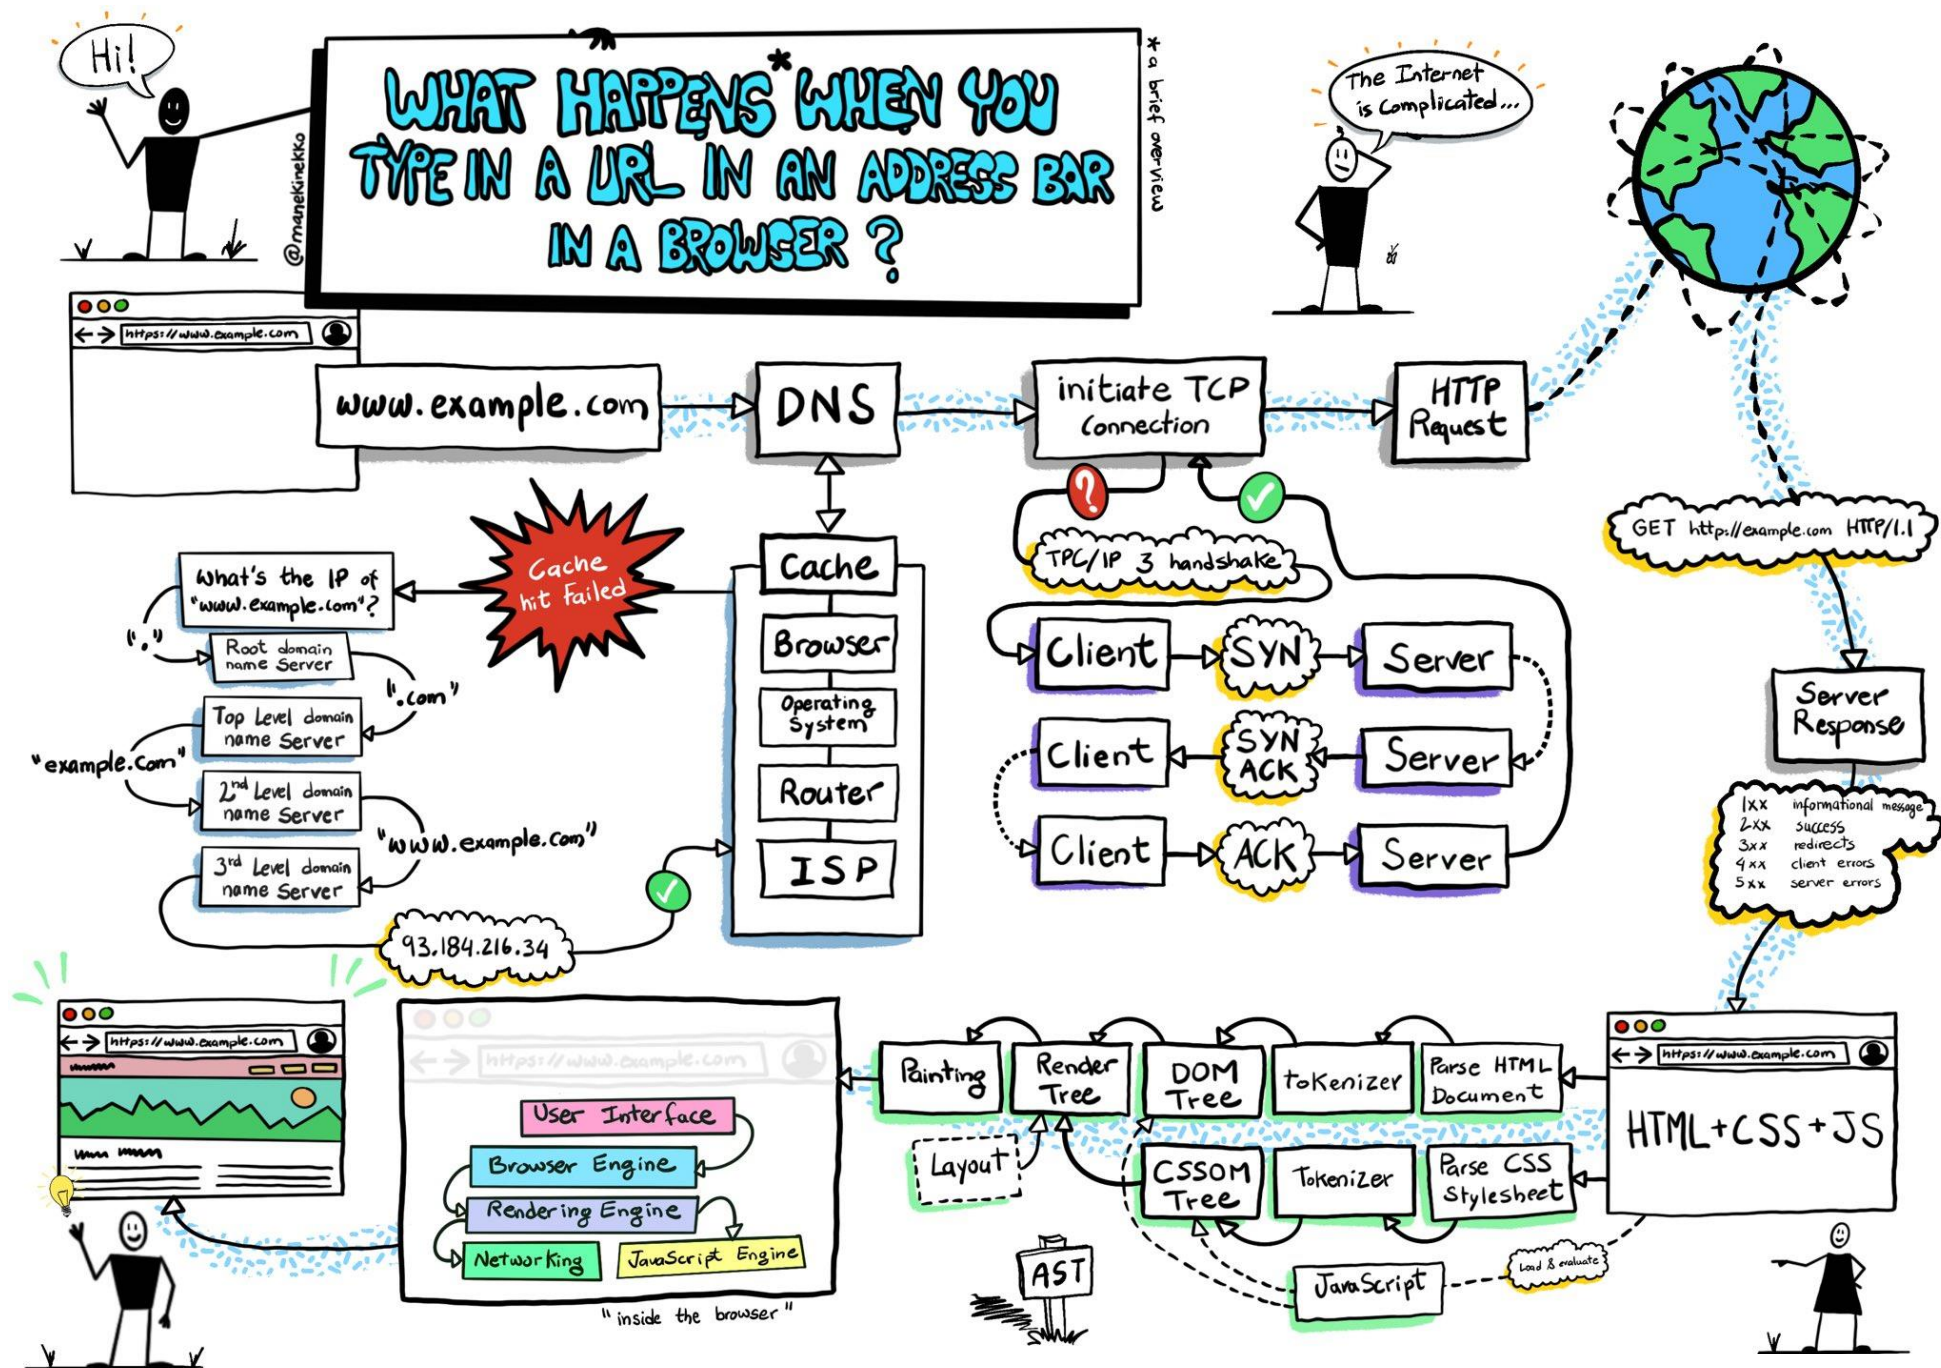 Hi!
@manekinekko
WHAT HAPPENS* WHEN YOU
TYPE IN A URL IN AN ADDRESS BAR
IN A BROWSER ?
* a brief overview
The Internet
is complicated...
https://www.example.com
www.example.com
DNS
initiate TCP
Connection
HTTP
Request
GET http://example.com HTTP/1.1
Server
Response
1xx informational message
2xx success
3xx redirects
4xx client errors
5xx server errors
?
TPC/IP 3 handshake
Client
SYN
Server
Client
SYN
ACK
Server
Client
ACK
Server
Cache
Browser
Operating
System
Router
ISP
Cache
hit Failed
What's the IP of
"www.example.com"?
"."
Root domain
name Server
".com"
Top Level domain
name Server
"example.com"
2nd Level domain
name Server
"www.example.com"
3rd Level domain
name Server
93.184.216.34
https://www.example.com
HTML+CSS+JS
Parse HTML
Document
tokenizer
DOM
Tree
Render
Tree
Painting
Layout
Parse CSS
Stylesheet
Tokenizer
CSSOM
Tree
Load & evaluate
JavaScript
AST
https://www.example.com
User Interface
Browser Engine
Rendering Engine
Networking
JavaScript Engine
"inside the browser"
https://www.example.com